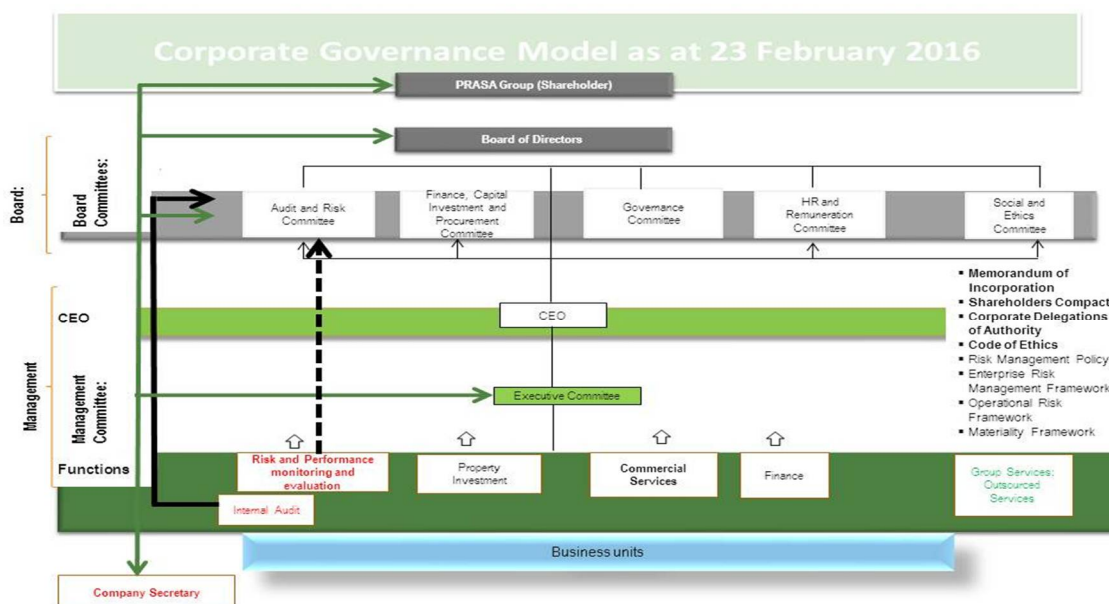 Corporate Governance Model as at 23 February 2016
PRASA Group (Shareholder)
Board of Directors
Board:
Board
Committees:
Audit and Risk
Committee
Finance, Capital
Investment and
Procurement
Committee
Governance
Committee
HR and
Remuneration
Committee
Social and
Ethics
Committee
▪ Memorandum of
Incorporation
▪ Shareholders Compact
▪ Corporate Delegations
of Authority
▪ Code of Ethics
▪ Risk Management Policy
▪ Enterprise Risk
Management Framework
▪ Operational Risk
Framework
▪ Materiality Framework
Management
CEO
CEO
Management
Committee:
Executive Committee
Functions
Risk and Performance
monitoring and
evaluation
Property
Investment
Commercial
Services
Finance
Group Services:
Outsourced
Services
Internal Audit
Business units
Company Secretary